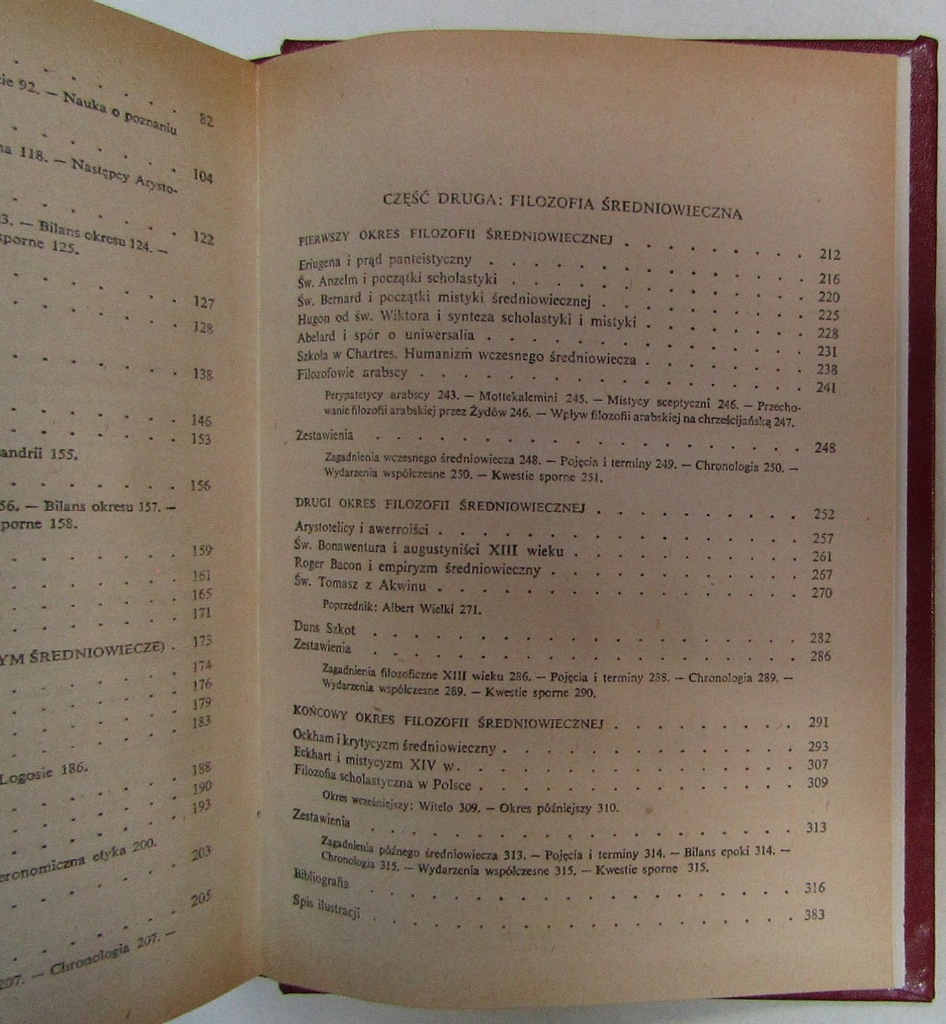 ie 92. — Nauka o poznaniu
82
na 118. — Następcy Arysto-
104
3. — Bilans okresu 124. —
122
sporne 125.
127
128
138
146
153
andrii 155.
156
56. — Bilans okresu 157. —
porne 158.
159
161
165
171
YM ŚREDNIOWIECZE) . 173
174
176
179
183
Logosie 186.
188
190
193
eronomiczna etyka 200.
203
205
207. — Chronologia 207. —
CZĘŚĆ DRUGA: FILOZOFIA ŚREDNIOWIECZNA
PIERWSZY OKRES FILOZOFII ŚREDNIOWIECZNEJ . . . . . . . . . 212
Eriugena i prąd panteistyczny . . . . . . . . . . . . 216
Św. Anzelm i początki scholastyki . . . . . . . . . . . . 220
Św. Bernard i początki mistyki średniowiecznej . . . . . . . . . 225
Hugon od św. Wiktora i synteza scholastyki i mistyki . . . . . . . 228
Abelard i spór o uniwersalia . . . . . . . . . . . . 231
Szkoła w Chartres. Humanizm wczesnego średniowiecza . . . . . . . 238
Filozofowie arabscy . . . . . . . . . . . . . . . 241
Perypatetycy arabscy 243. — Mottekalemini 245. — Mistycy sceptyczni 246. — Przecho-
wanie filozofii arabskiej przez Żydów 246. — Wpływ filozofii arabskiej na chrześcijańską 247.
Zestawienia . . . . . . . . . . . . . . . . . 248
Zagadnienia wczesnego średniowiecza 248. — Pojęcia i terminy 249. — Chronologia 250. —
Wydarzenia współczesne 250. — Kwestie sporne 251.
DRUGI OKRES FILOZOFII ŚREDNIOWIECZNEJ . . . . . . . . . 252
Arystotelicy i awerroiści . . . . . . . . . . . . . . 257
Św. Bonawentura i augustyniści XIII wieku . . . . . . . . . 261
Roger Bacon i empiryzm średniowieczny . . . . . . . . . . 267
Św. Tomasz z Akwinu . . . . . . . . . . . . . . 270
Poprzednik: Albert Wielki 271.
Duns Szkot . . . . . . . . . . . . . . . . . 282
Zestawienia . . . . . . . . . . . . . . . . . 286
Zagadnienia filozoficzne XIII wieku 286. — Pojęcia i terminy 288. — Chronologia 289. —
Wydarzenia współczesne 289. — Kwestie sporne 290.
KOŃCOWY OKRES FILOZOFII ŚREDNIOWIECZNEJ . . . . . . . . . 291
Ockham i krytycyzm średniowieczny . . . . . . . . . . . . 293
Eckhart i mistycyzm XIV w. . . . . . . . . . . . . . 307
Filozofia scholastyczna w Polsce . . . . . . . . . . . . 309
Okres wcześniejszy: Witelo 309. — Okres późniejszy 310.
Zestawienia . . . . . . . . . . . . . . . . . 313
Zagadnienia późnego średniowiecza 313. — Pojęcia i terminy 314. — Bilans epoki 314. —
Chronologia 315. — Wydarzenia współczesne 315. — Kwestie sporne 315.
Bibliografia . . . . . . . . . . . . . . . . . 316
Spis ilustracji . . . . . . . . . . . . . . . . 383